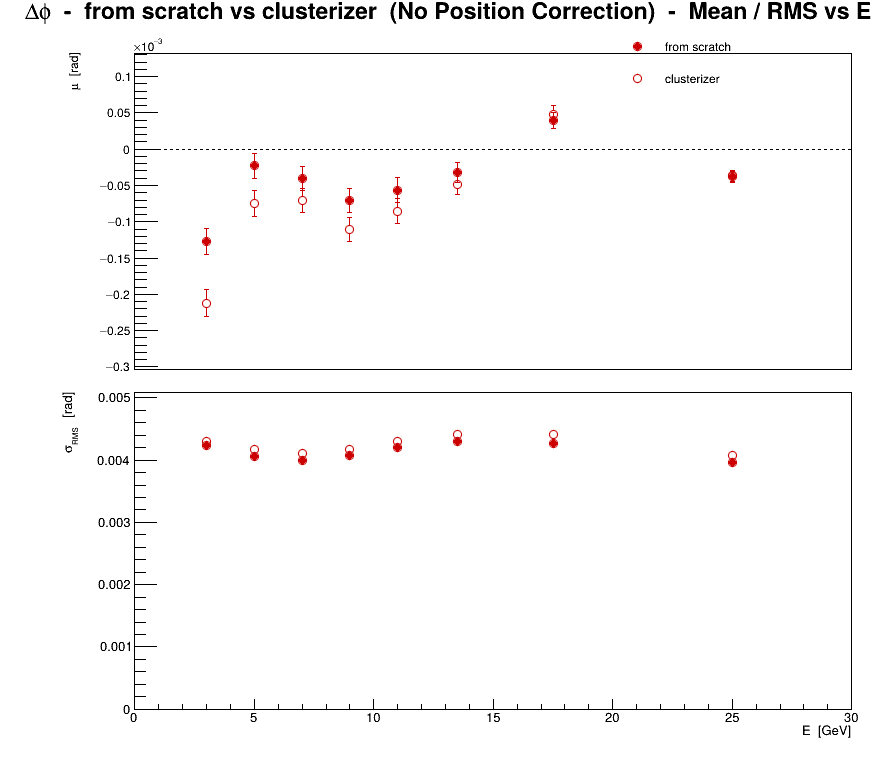 Δϕ - from scratch vs clusterizer (No Position Correction) - Mean / RMS vs E
×10⁻³
from scratch
clusterizer
μ [rad]
0.1
0.05
0
−0.05
−0.1
−0.15
−0.2
−0.25
−0.3
σRMS [rad]
0.005
0.004
0.003
0.002
0.001
0
0 5 10 15 20 25 30
E [GeV]